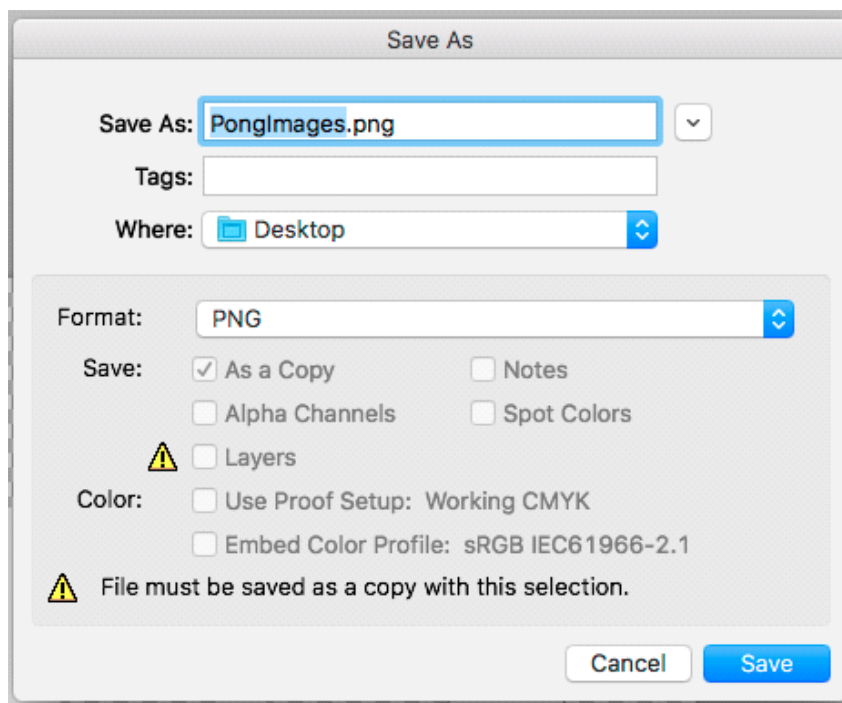 Save As
Save As: PongImages.png
Tags:
Where: Desktop
Format: PNG
Save: As a Copy Notes
Alpha Channels Spot Colors
Layers
Color: Use Proof Setup: Working CMYK
Embed Color Profile: sRGB IEC61966-2.1
File must be saved as a copy with this selection.
Cancel Save